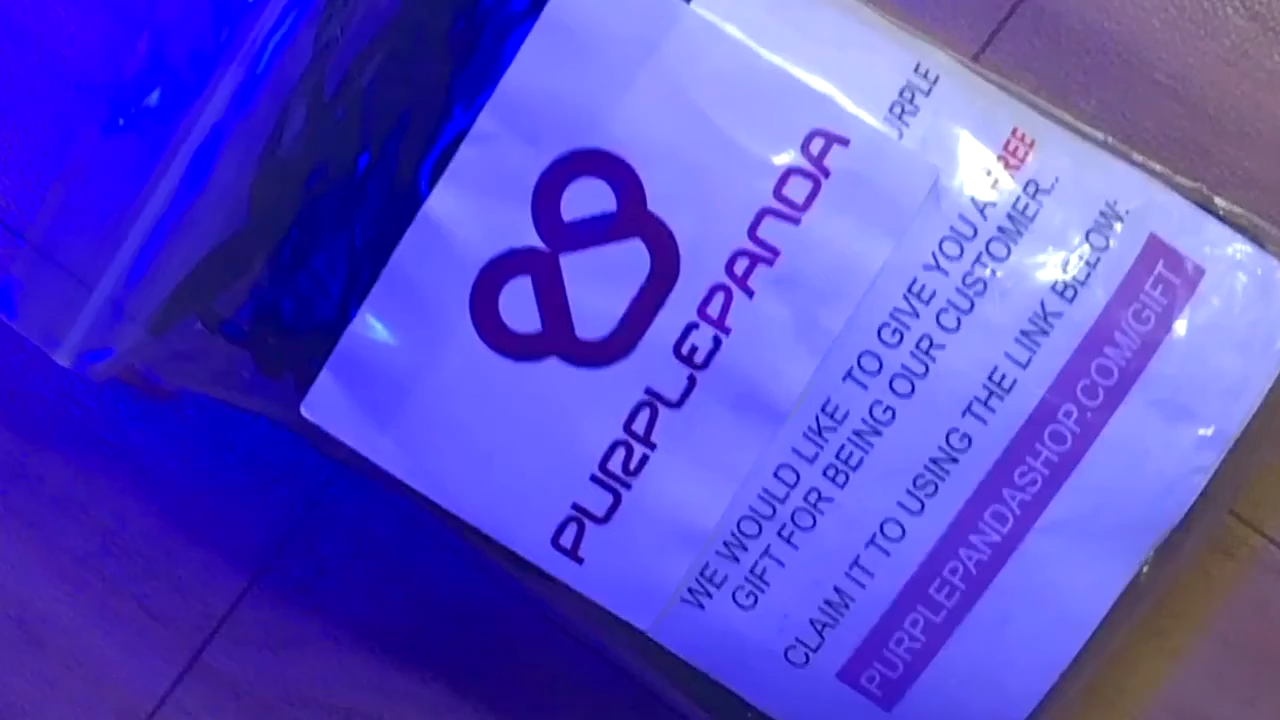 PURPLEPANDA
WE WOULD LIKE TO GIVE YOU A FREE
GIFT FOR BEING OUR CUSTOMER..
CLAIM IT TO USING THE LINK BELLOW:
PURPLEPANDASHOP.COM/GIFT